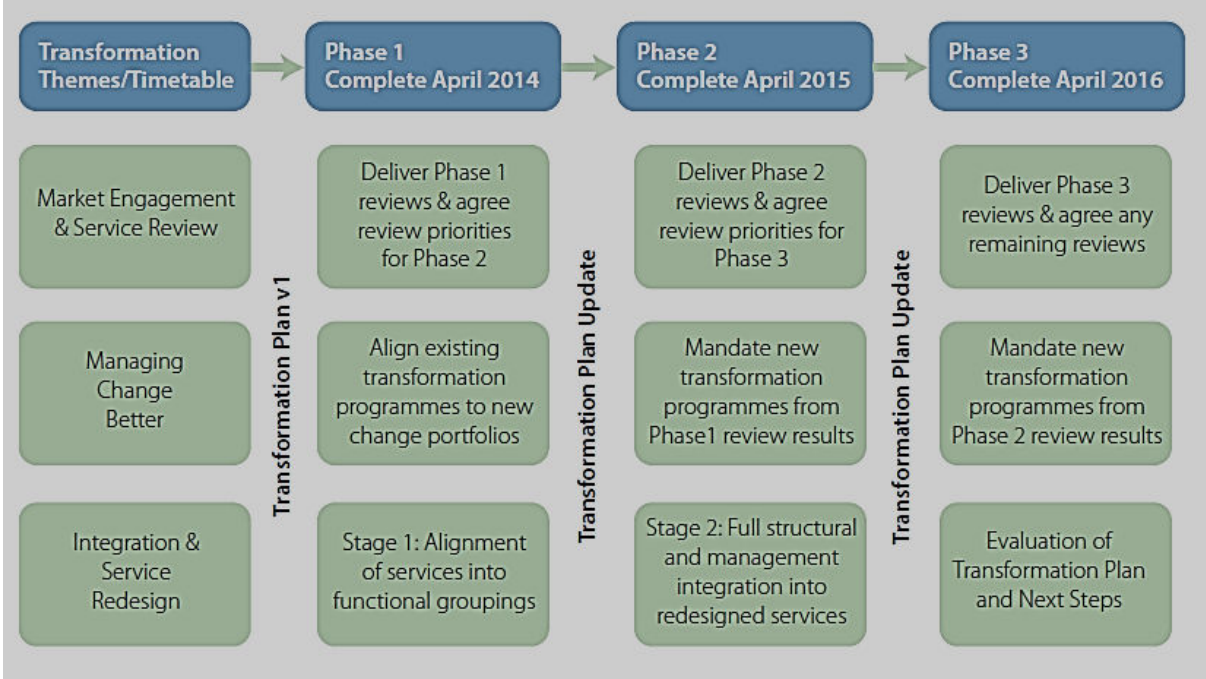 Transformation
Themes/Timetable
Phase 1
Complete April 2014
Phase 2
Complete April 2015
Phase 3
Complete April 2016
Market Engagement
& Service Review
Deliver Phase 1
reviews & agree
review priorities
for Phase 2
Deliver Phase 2
reviews & agree
review priorities for
Phase 3
Deliver Phase 3
reviews & agree any
remaining reviews
Transformation Plan v1
Transformation Plan Update
Transformation Plan Update
Managing
Change
Better
Align existing
transformation
programmes to new
change portfolios
Mandate new
transformation
programmes from
Phase1 review results
Mandate new
transformation
programmes from
Phase 2 review results
Integration &
Service
Redesign
Stage 1: Alignment
of services into
functional groupings
Stage 2: Full structural
and management
integration into
redesigned services
Evaluation of
Transformation Plan
and Next Steps